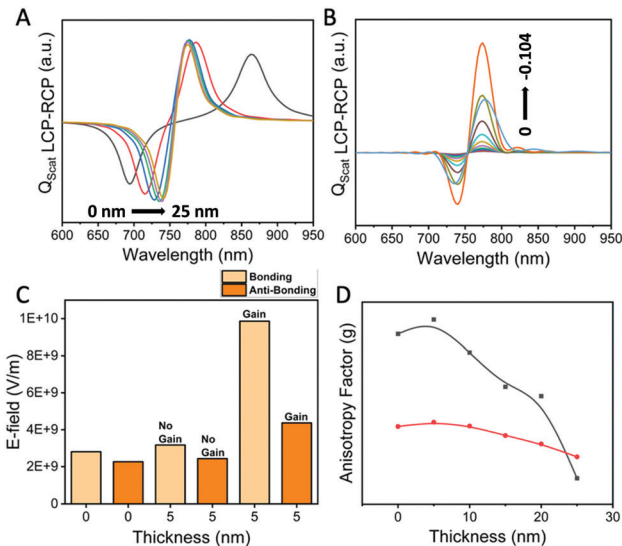 A
Q_Scat LCP-RCP (a.u.)
0 nm → 25 nm
600 650 700 750 800 850 900 950
Wavelength (nm)
B
Q_Scat LCP-RCP (a.u.)
0 → -0.104
600 650 700 750 800 850 900 950
Wavelength (nm)
C
Bonding
Anti-Bonding
E-field (V/m)
1E+10
8E+9
6E+9
4E+9
2E+9
0
No Gain
No Gain
Gain
Gain
0 0 5 5 5 5
Thickness (nm)
D
Anisotropy Factor (g)
0 10 20 30
Thickness (nm)